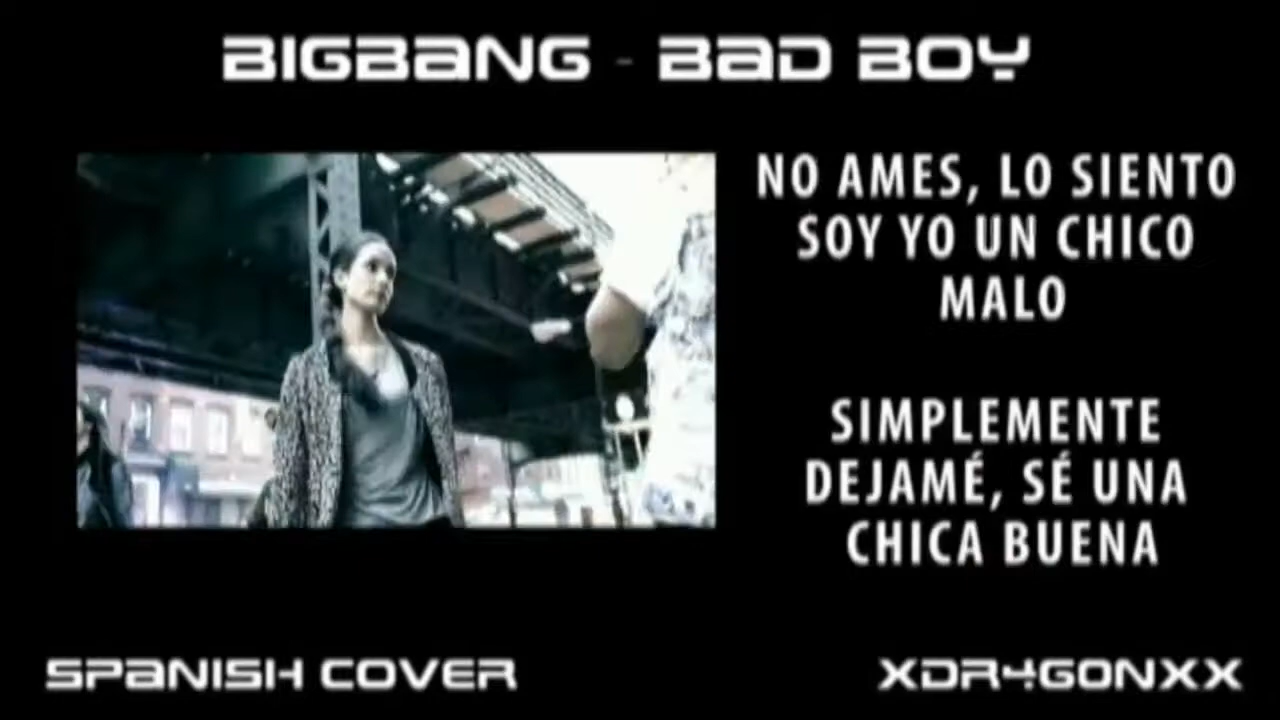 BIGBANG - BAD BOY
NO AMES, LO SIENTO
SOY YO UN CHICO
MALO
SIMPLEMENTE
DEJAMÉ, SÉ UNA
CHICA BUENA
SPANISH COVER
XDR4GONXX